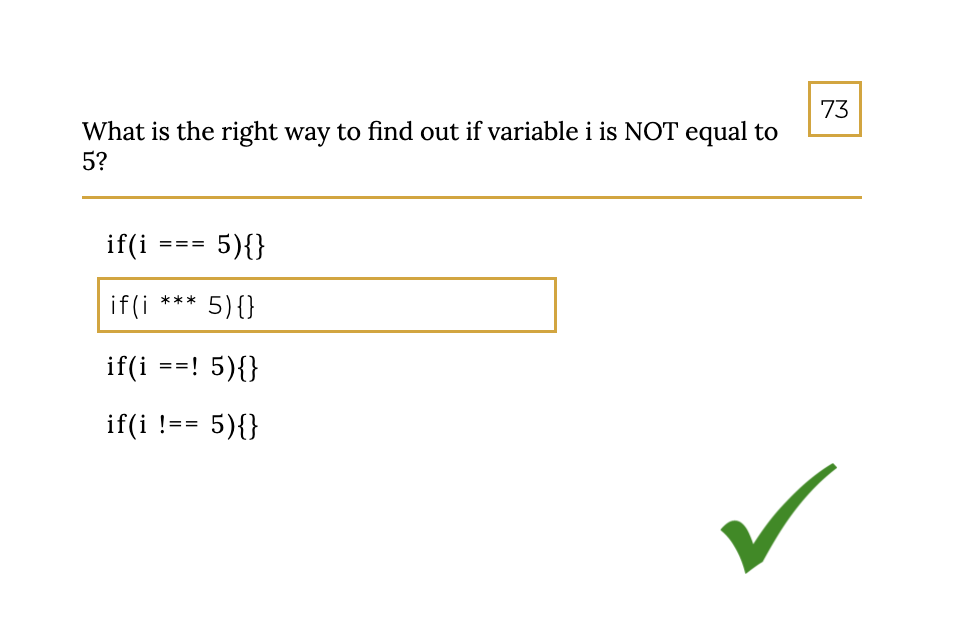 73
What is the right way to find out if variable i is NOT equal to
5?
if(i === 5){}
if(i *** 5){}
if(i ==! 5){}
if(i !== 5){}